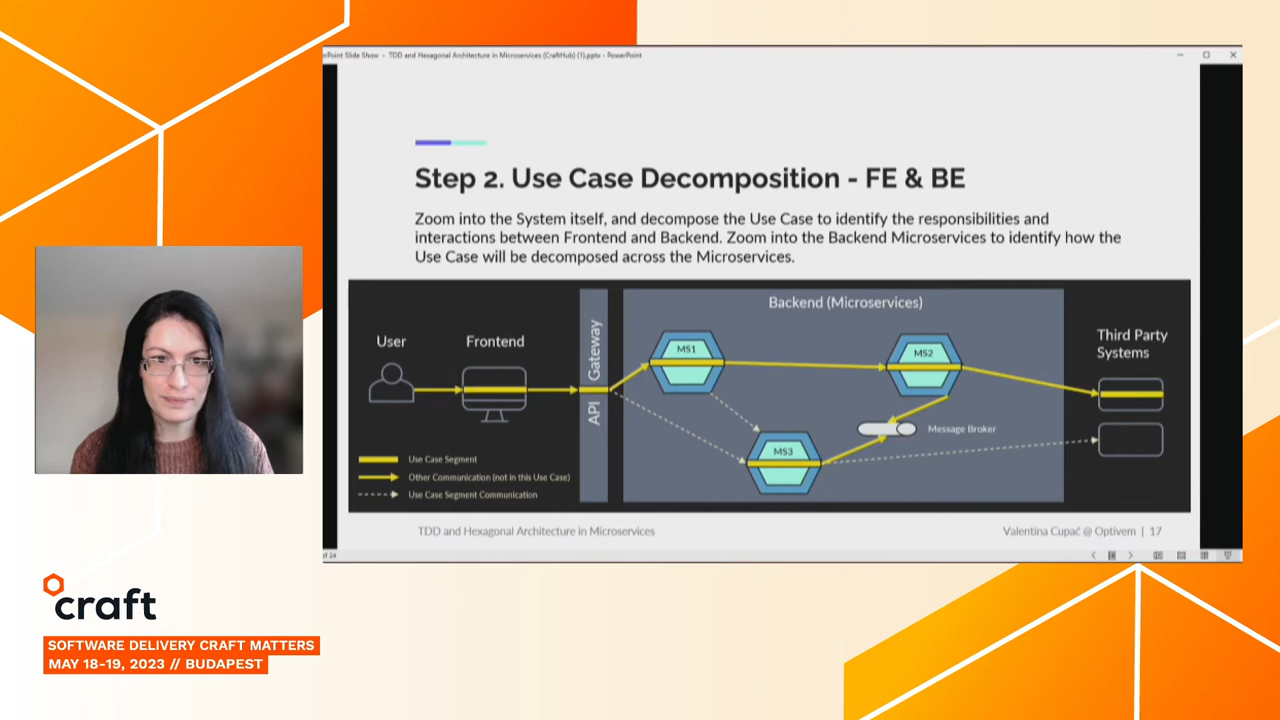 TDD and Hexagonal Architecture in Microservices (CraftHub) (1).pptx - PowerPoint
Step 2. Use Case Decomposition - FE & BE
Zoom into the System itself, and decompose the Use Case to identify the responsibilities and
interactions between Frontend and Backend. Zoom into the Backend Microservices to identify how the
Use Case will be decomposed across the Microservices.
Backend (Microservices)
User
Frontend
API Gateway
MS1
MS2
Third Party
Systems
Message Broker
MS3
Use Case Segment
Other Communication (not in this Use Case)
Use Case Segment Communication
TDD and Hexagonal Architecture in Microservices
Valentina Cupać @ Optivem | 17
craft
SOFTWARE DELIVERY CRAFT MATTERS
MAY 18-19, 2023 // BUDAPEST